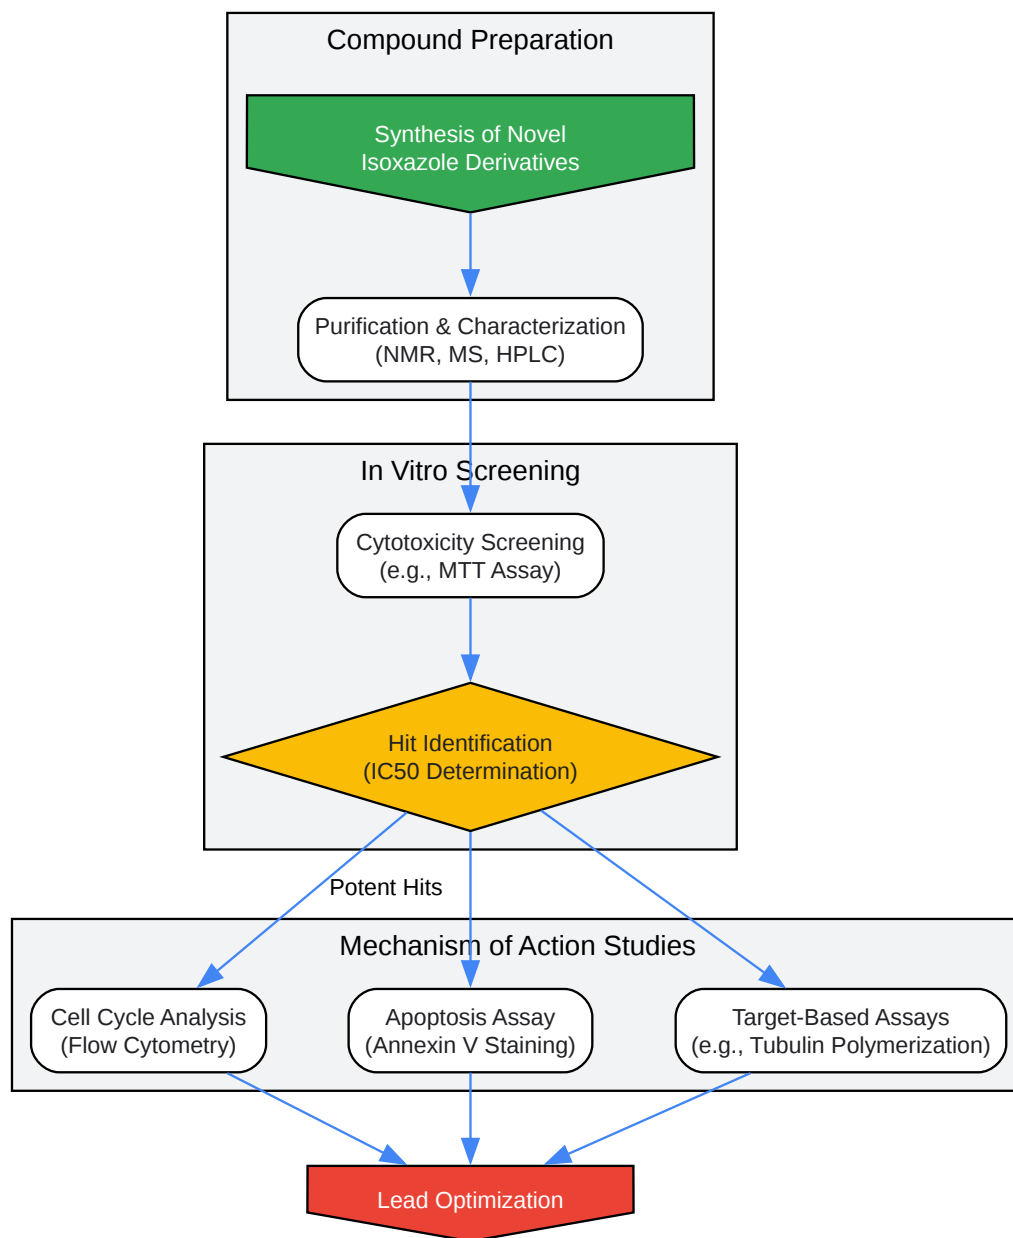 Compound Preparation
Synthesis of Novel
Isoxazole Derivatives
Purification & Characterization
(NMR, MS, HPLC)
In Vitro Screening
Cytotoxicity Screening
(e.g., MTT Assay)
Hit Identification
(IC50 Determination)
Potent Hits
Mechanism of Action Studies
Cell Cycle Analysis
(Flow Cytometry)
Apoptosis Assay
(Annexin V Staining)
Target-Based Assays
(e.g., Tubulin Polymerization)
Lead Optimization